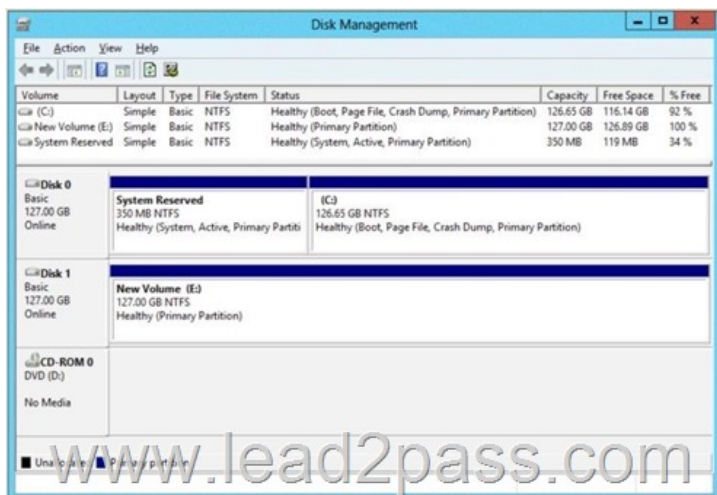 Disk Management
File Action View Help
Volume Layout Type File System Status Capacity Free Space % Free
(C:) Simple Basic NTFS Healthy (Boot, Page File, Crash Dump, Primary Partition) 126.65 GB 116.14 GB 92 %
New Volume (E:) Simple Basic NTFS Healthy (Primary Partition) 127.00 GB 126.89 GB 100 %
System Reserved Simple Basic NTFS Healthy (System, Active, Primary Partition) 350 MB 119 MB 34 %
Disk 0
Basic
127.00 GB
Online
System Reserved
350 MB NTFS
Healthy (System, Active, Primary Partiti
(C:)
126.65 GB NTFS
Healthy (Boot, Page File, Crash Dump, Primary Partition)
Disk 1
Basic
127.00 GB
Online
New Volume (E:)
127.00 GB NTFS
Healthy (Primary Partition)
CD-ROM 0
DVD (D:)
No Media
www.lead2pass.com